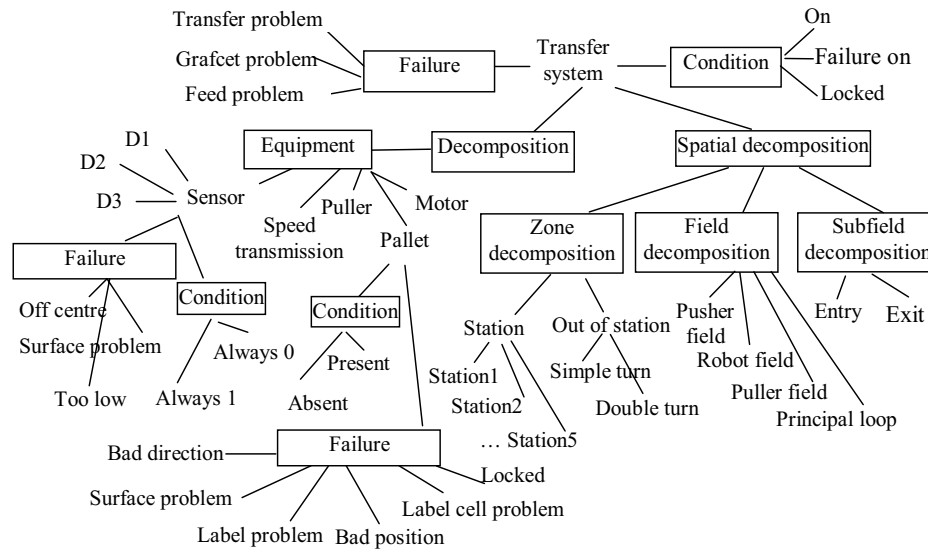 Transfer problem
Grafcet problem
Feed problem
Failure
Transfer
system
Condition
On
Failure on
Locked
D1
D2
D3
Sensor
Equipment
Decomposition
Spatial decomposition
Speed
transmission
Puller
Motor
Pallet
Zone
decomposition
Field
decomposition
Subfield
decomposition
Failure
Off centre
Surface problem
Too low
Condition
Always 0
Always 1
Condition
Present
Absent
Station
Station1
Station2
… Station5
Out of station
Simple turn
Double turn
Pusher
field
Robot field
Puller field
Principal loop
Entry
Exit
Failure
Bad direction
Surface problem
Label problem
Bad position
Label cell problem
Locked